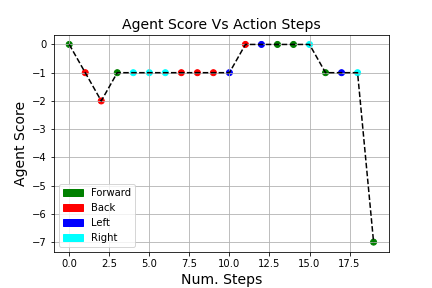 Agent Score Vs Action Steps
Agent Score
0
−1
−2
−3
−4
−5
−6
−7
Forward
Back
Left
Right
0.0 2.5 5.0 7.5 10.0 12.5 15.0 17.5
Num. Steps